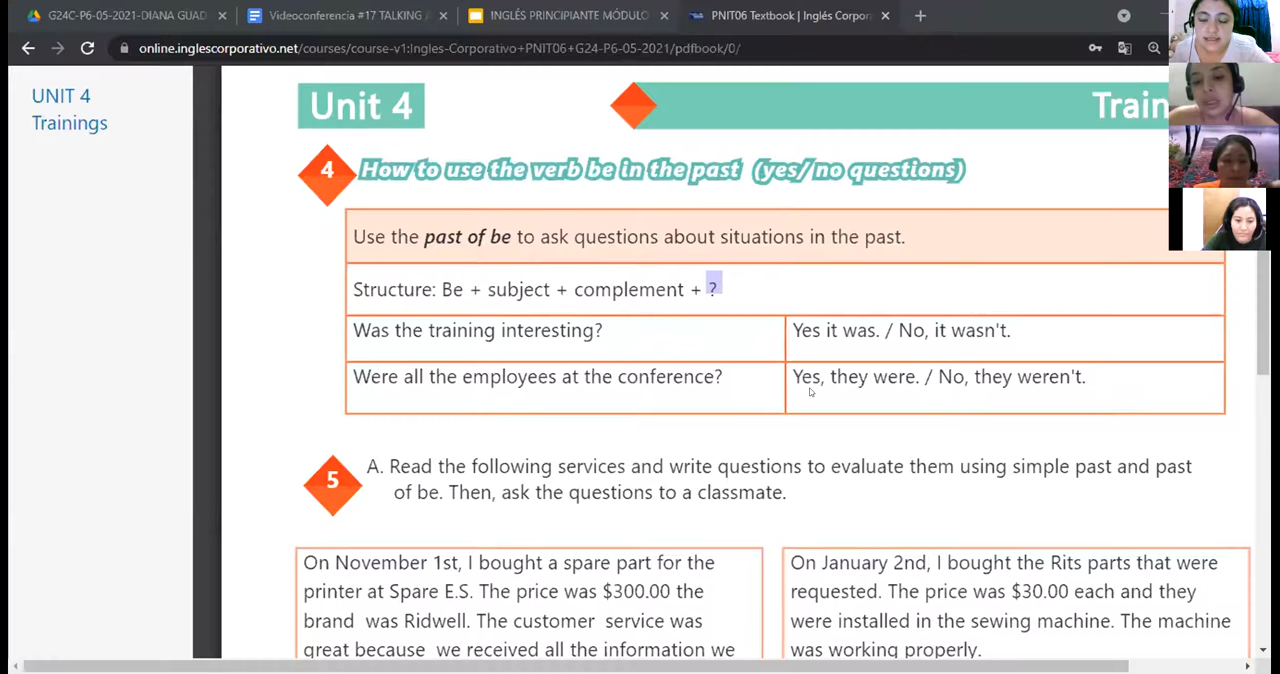 G24C-P6-05-2021-DIANA GUAD
Videoconferencia #17 TALKING A
INGLÉS PRINCIPIANTE MÓDULO
PNIT06 Textbook | Inglés Corpor
online.inglescorporativo.net/courses/course-v1:Ingles-Corporativo+PNIT06+G24-P6-05-2021/pdfbook/0/
UNIT 4
Trainings
Unit 4
Train
4
How to use the verb be in the past (yes/no questions)
Use the past of be to ask questions about situations in the past.
Structure: Be + subject + complement + ?
Was the training interesting?
Yes it was. / No, it wasn't.
Were all the employees at the conference?
Yes, they were. / No, they weren't.
5
A. Read the following services and write questions to evaluate them using simple past and past
of be. Then, ask the questions to a classmate.
On November 1st, I bought a spare part for the
printer at Spare E.S. The price was $300.00 the
brand was Ridwell. The customer service was
great because we received all the information we
On January 2nd, I bought the Rits parts that were
requested. The price was $30.00 each and they
were installed in the sewing machine. The machine
was working properly.